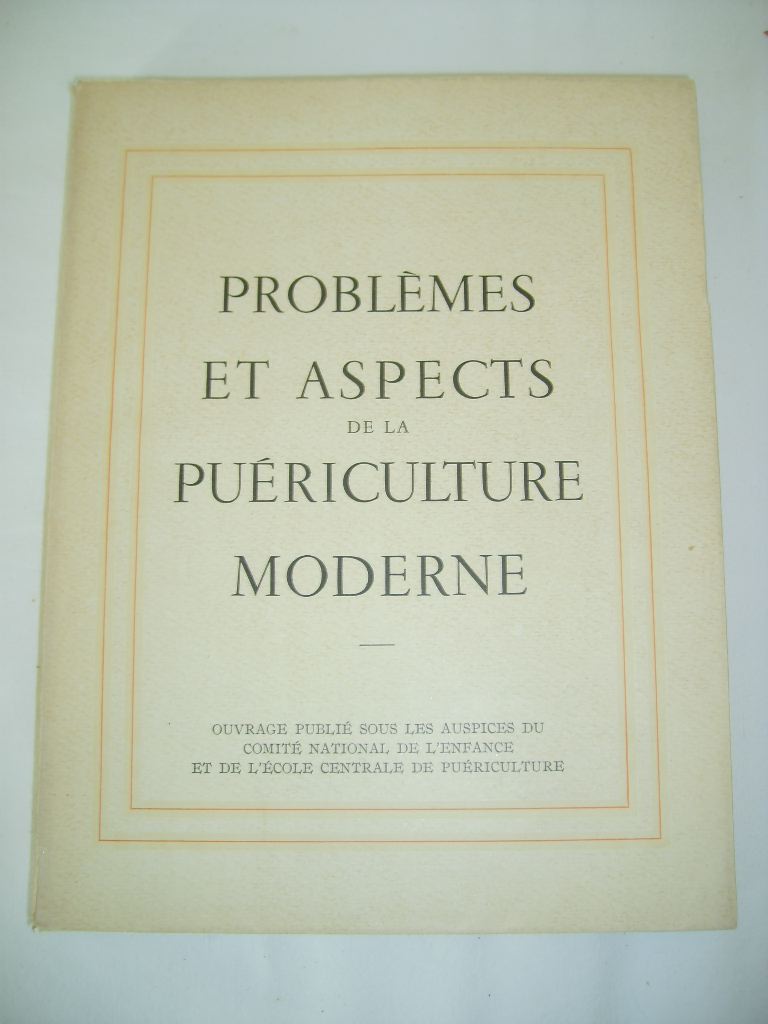 PROBLÈMES
ET ASPECTS
DE LA
PUÉRICULTURE
MODERNE
OUVRAGE PUBLIÉ SOUS LES AUSPICES DU
COMITÉ NATIONAL DE L'ENFANCE
ET DE L'ÉCOLE CENTRALE DE PUÉRICULTURE